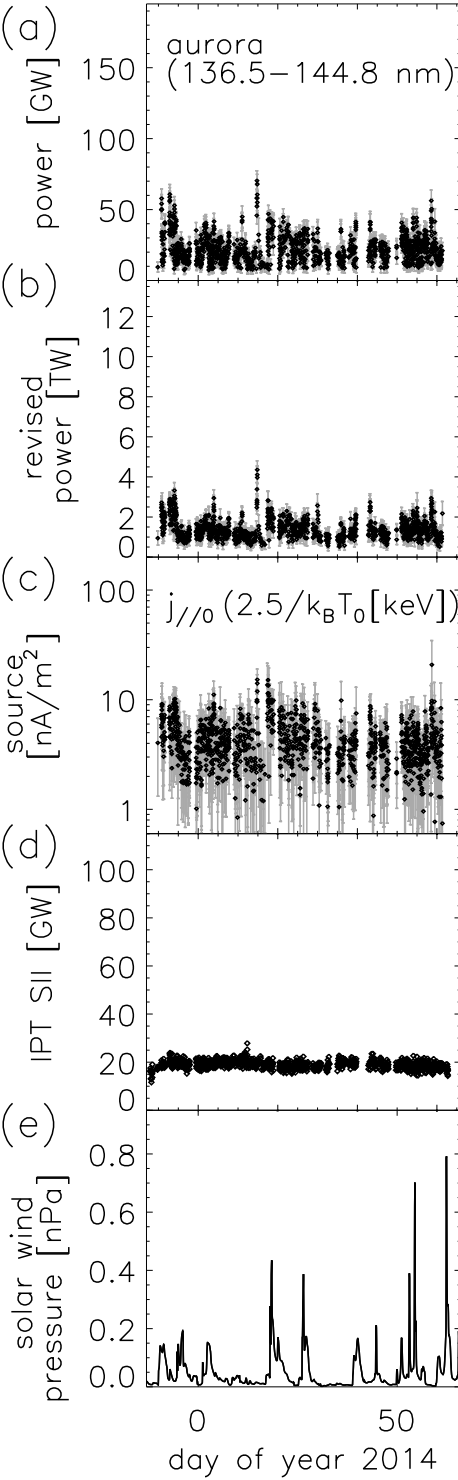 (a)
aurora
(136.5−144.8 nm)
power [GW]
150
100
50
0
(b)
revised
power [TW]
12
10
8
6
4
2
0
(c)
j//0 (2.5/kBT0[keV])
source
[nA/m2]
100
10
1
(d)
IPT SII [GW]
100
80
60
40
20
0
(e)
solar wind
pressure [nPa]
0.8
0.6
0.4
0.2
0.0
0 50
day of year 2014